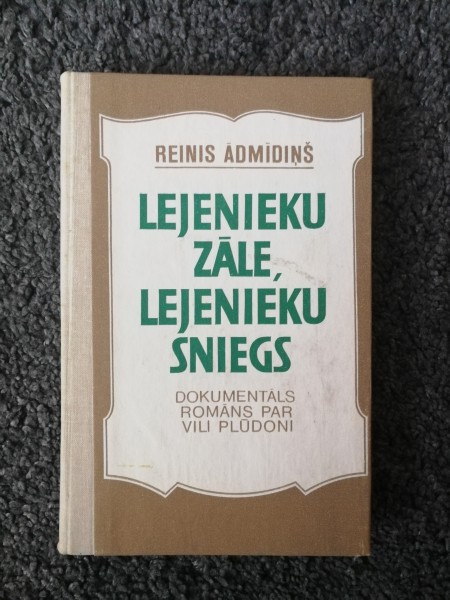 REINIS ĀDMĪDIŅŠ
LEJENIEKU
ZĀLE,
LEJENIEKU
SNIEGS
DOKUMENTĀLS
ROMĀNS PAR
VILI PLŪDONI